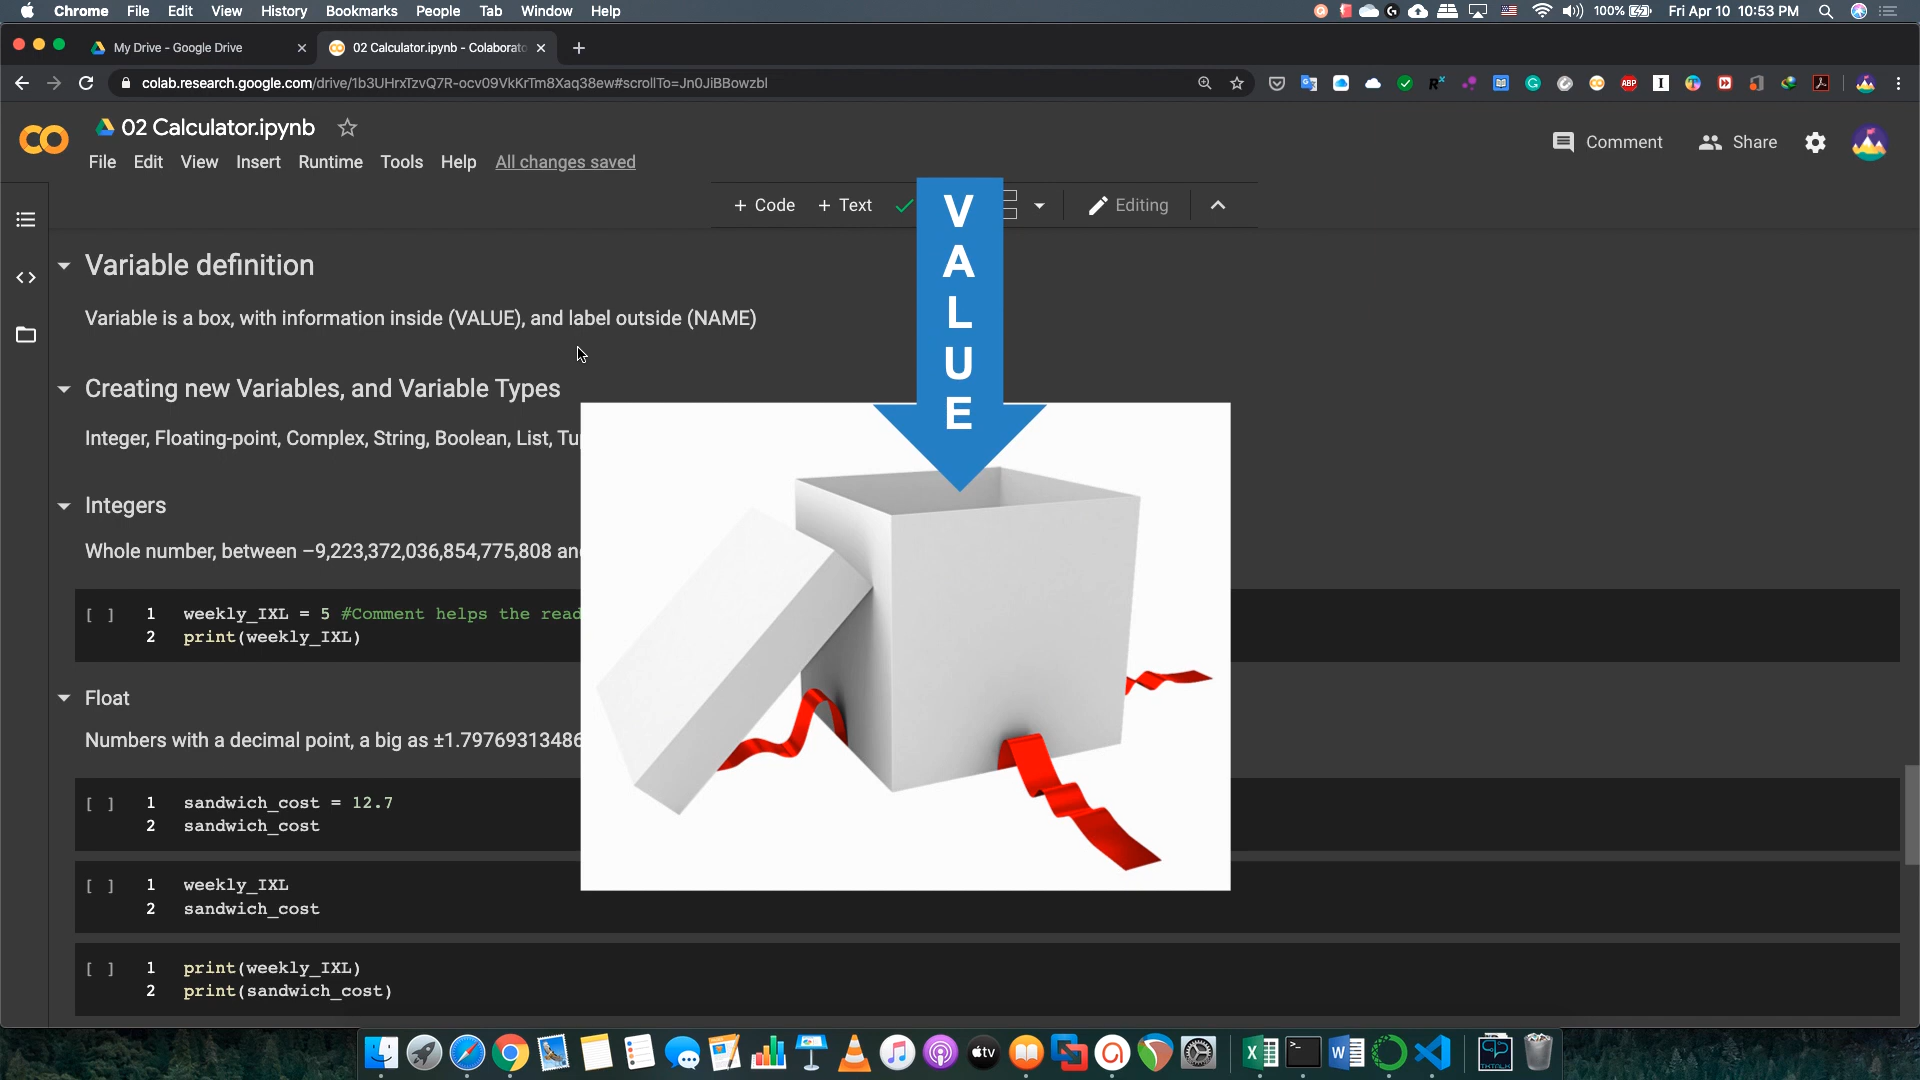 Chrome File Edit View History Bookmarks People Tab Window Help 100% Fri Apr 10 10:53 PM
My Drive - Google Drive
02 Calculator.ipynb - Colaborato
colab.research.google.com/drive/1b3UHrxTzvQ7R-ocv09VkKrTm8Xaq38ew#scrollTo=Jn0JiBBowzbl
02 Calculator.ipynb
Comment Share
File Edit View Insert Runtime Tools Help All changes saved
+ Code + Text Editing
VALUE
Variable definition
Variable is a box, with information inside (VALUE), and label outside (NAME)
Creating new Variables, and Variable Types
Integer, Floating-point, Complex, String, Boolean, List, Tu
Integers
Whole number, between −9,223,372,036,854,775,808 an
[ ] 1 weekly_IXL = 5 #Comment helps the read
2 print(weekly_IXL)
Float
Numbers with a decimal point, a big as ±1.79769313486
[ ] 1 sandwich_cost = 12.7
2 sandwich_cost
[ ] 1 weekly_IXL
2 sandwich_cost
[ ] 1 print(weekly_IXL)
2 print(sandwich_cost)